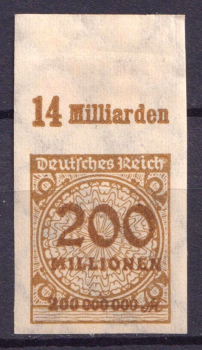 14 Milliarden
Deutsches Reich
200
MILLIONEN
200 000 000 M